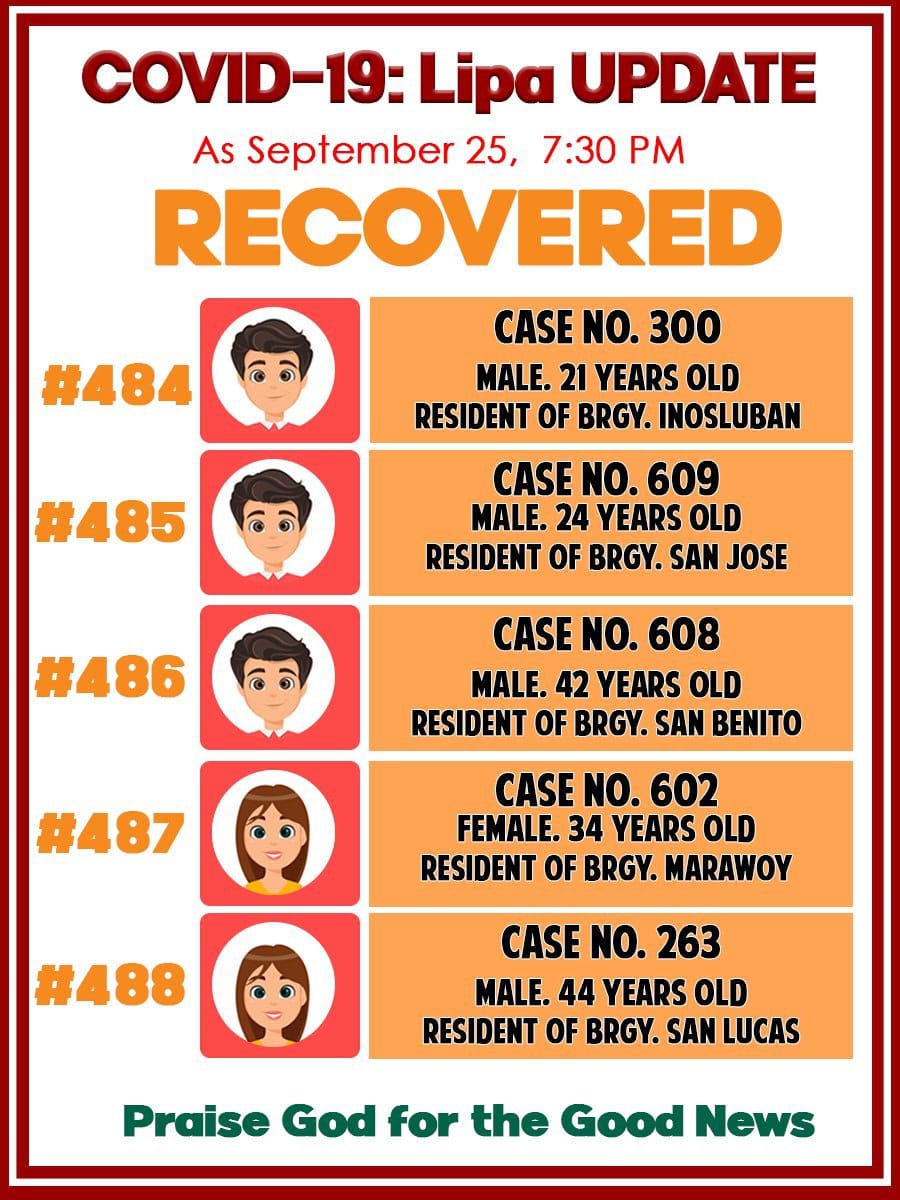 COVID-19: Lipa UPDATE
As September 25, 7:30 PM
RECOVERED
#484
CASE NO. 300
MALE. 21 YEARS OLD
RESIDENT OF BRGY. INOSLUBAN
#485
CASE NO. 609
MALE. 24 YEARS OLD
RESIDENT OF BRGY. SAN JOSE
#486
CASE NO. 608
MALE. 42 YEARS OLD
RESIDENT OF BRGY. SAN BENITO
#487
CASE NO. 602
FEMALE. 34 YEARS OLD
RESIDENT OF BRGY. MARAWOY
#488
CASE NO. 263
MALE. 44 YEARS OLD
RESIDENT OF BRGY. SAN LUCAS
Praise God for the Good News